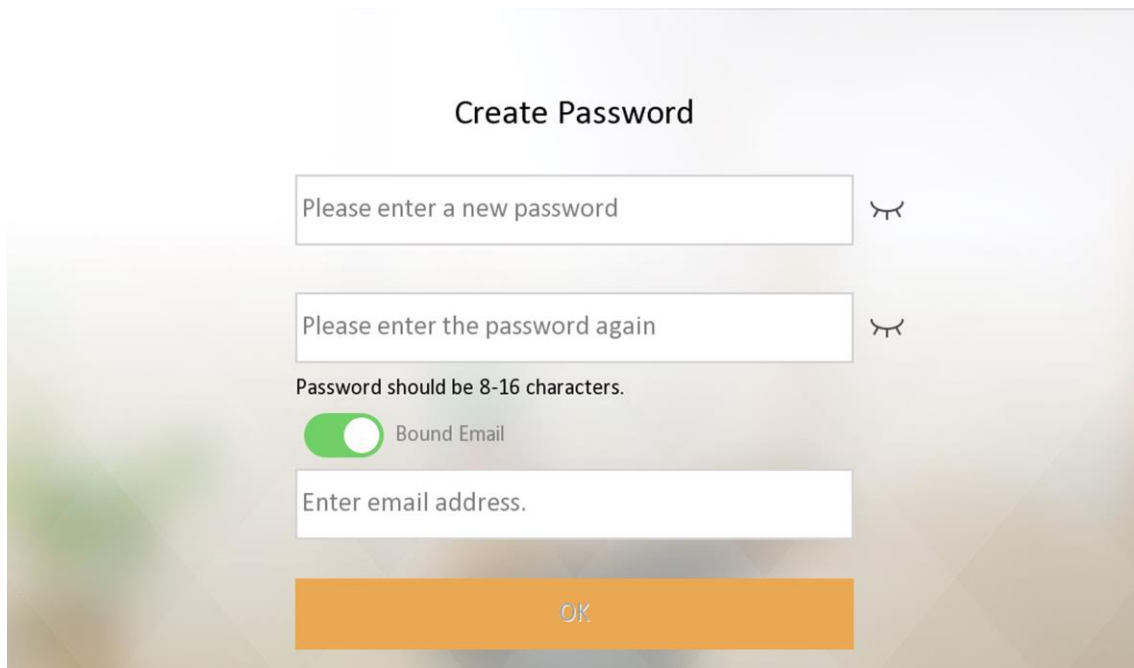 Create Password
Please enter a new password
Please enter the password again
Password should be 8-16 characters.
Bound Email
Enter email address.
OK